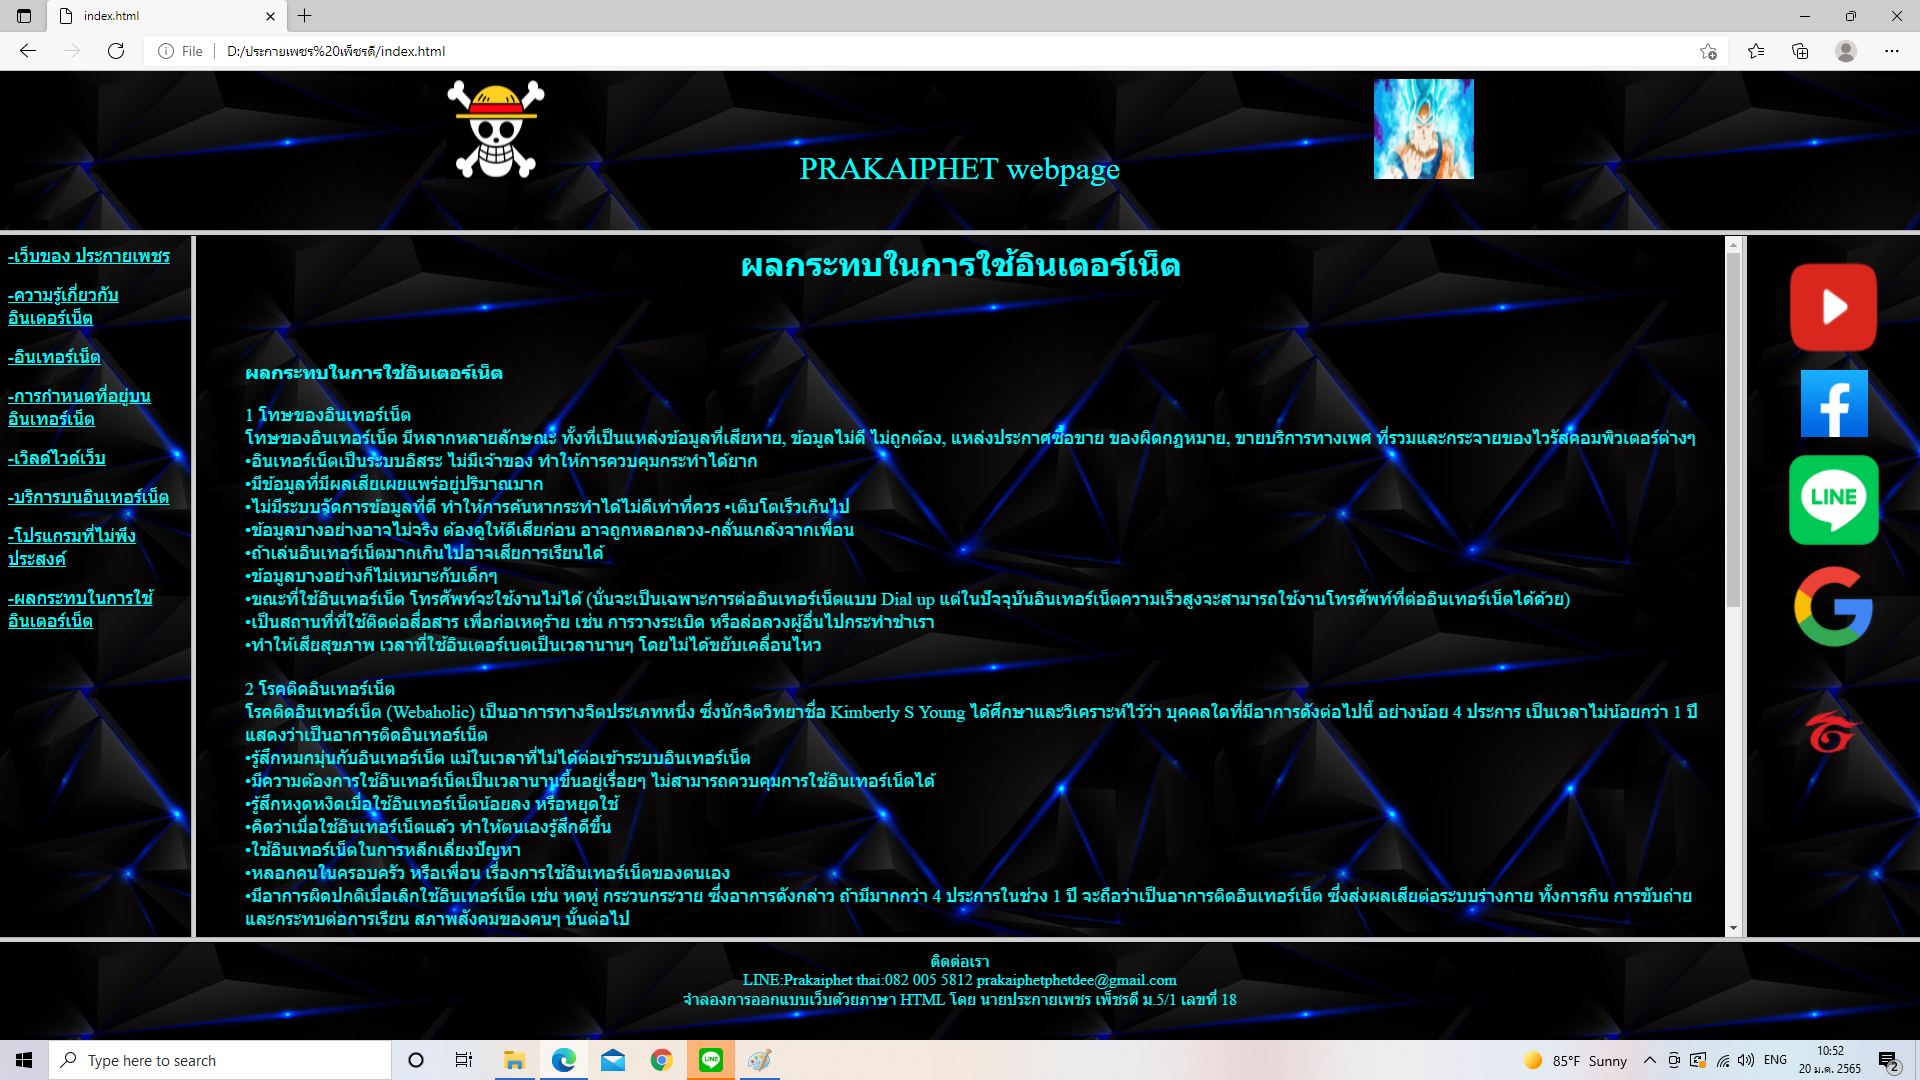 index.html
File
D:/ประกายเพชร%20เพ็ชรดี/index.html
PRAKAIPHET webpage
-เว็บของ ประกายเพชร
-ความรู้เกี่ยวกับ
อินเตอร์เน็ต
-อินเทอร์เน็ต
-การกำหนดที่อยู่บน
อินเทอร์เน็ต
-เวิลด์ไวด์เว็บ
-บริการบนอินเทอร์เน็ต
-โปรแกรมที่ไม่พึง
ประสงค์
-ผลกระทบในการใช้
อินเตอร์เน็ต
ผลกระทบในการใช้อินเตอร์เน็ต
ผลกระทบในการใช้อินเตอร์เน็ต
1 โทษของอินเทอร์เน็ต
โทษของอินเทอร์เน็ต มีหลากหลายลักษณะ ทั้งที่เป็นแหล่งข้อมูลที่เสียหาย, ข้อมูลไม่ดี ไม่ถูกต้อง, แหล่งประกาศซื้อขาย ของผิดกฏหมาย, ขายบริการทางเพศ ที่รวมและกระจายของไวรัสคอมพิวเตอร์ต่างๆ
•อินเทอร์เน็ตเป็นระบบอิสระ ไม่มีเจ้าของ ทำให้การควบคุมกระทำได้ยาก
•มีข้อมูลที่มีผลเสียเผยแพร่อยู่ปริมาณมาก
•ไม่มีระบบจัดการข้อมูลที่ดี ทำให้การค้นหากระทำได้ไม่ดีเท่าที่ควร •เติบโตเร็วเกินไป
•ข้อมูลบางอย่างอาจไม่จริง ต้องดูให้ดีเสียก่อน อาจถูกหลอกลวง-กลั่นแกล้งจากเพื่อน
•ถ้าเล่นอินเทอร์เน็ตมากเกินไปอาจเสียการเรียนได้
•ข้อมูลบางอย่างก็ไม่เหมาะกับเด็กๆ
•ขณะที่ใช้อินเทอร์เน็ต โทรศัพท์จะใช้งานไม่ได้ (นั่นจะเป็นเฉพาะการต่ออินเทอร์เน็ตแบบ Dial up แต่ในปัจจุบันอินเทอร์เน็ตความเร็วสูงจะสามารถใช้งานโทรศัพท์ที่ต่ออินเทอร์เน็ตได้ด้วย)
•เป็นสถานที่ที่ใช้ติดต่อสื่อสาร เพื่อก่อเหตุร้าย เช่น การวางระเบิด หรือล่อลวงผู้อื่นไปกระทำชำเรา
•ทำให้เสียสุขภาพ เวลาที่ใช้อินเตอร์เนตเป็นเวลานานๆ โดยไม่ได้ขยับเคลื่อนไหว
2 โรคติดอินเทอร์เน็ต
โรคติดอินเทอร์เน็ต (Webaholic) เป็นอาการทางจิตประเภทหนึ่ง ซึ่งนักจิตวิทยาชื่อ Kimberly S Young ได้ศึกษาและวิเคราะห์ไว้ว่า บุคคลใดที่มีอาการดังต่อไปนี้ อย่างน้อย 4 ประการ เป็นเวลาไม่น้อยกว่า 1 ปี
แสดงว่าเป็นอาการติดอินเทอร์เน็ต
•รู้สึกหมกมุ่นกับอินเทอร์เน็ต แม้ในเวลาที่ไม่ได้ต่อเข้าระบบอินเทอร์เน็ต
•มีความต้องการใช้อินเทอร์เน็ตเป็นเวลานานขึ้นอยู่เรื่อยๆ ไม่สามารถควบคุมการใช้อินเทอร์เน็ตได้
•รู้สึกหงุดหงิดเมื่อใช้อินเทอร์เน็ตน้อยลง หรือหยุดใช้
•คิดว่าเมื่อใช้อินเทอร์เน็ตแล้ว ทำให้ตนเองรู้สึกดีขึ้น
•ใช้อินเทอร์เน็ตในการหลีกเลี่ยงปัญหา
•หลอกคนในครอบครัว หรือเพื่อน เรื่องการใช้อินเทอร์เน็ตของตนเอง
•มีอาการผิดปกติเมื่อเลิกใช้อินเทอร์เน็ต เช่น หดหู่ กระวนกระวาย ซึ่งอาการดังกล่าว ถ้ามีมากกว่า 4 ประการในช่วง 1 ปี จะถือว่าเป็นอาการติดอินเทอร์เน็ต ซึ่งส่งผลเสียต่อระบบร่างกาย ทั้งการกิน การขับถ่าย
และกระทบต่อการเรียน สภาพสังคมของคนๆ นั้นต่อไป
LINE
ติดต่อเรา
LINE:Prakaiphet thai:082 005 5812 prakaiphetphetdee@gmail.com
จำลองการออกแบบเว็บด้วยภาษา HTML โดย นายประกายเพชร เพ็ชรดี ม.5/1 เลขที่ 18
Type here to search
LINE
85°F Sunny
ENG
10:52
20 ม.ค. 2565
2